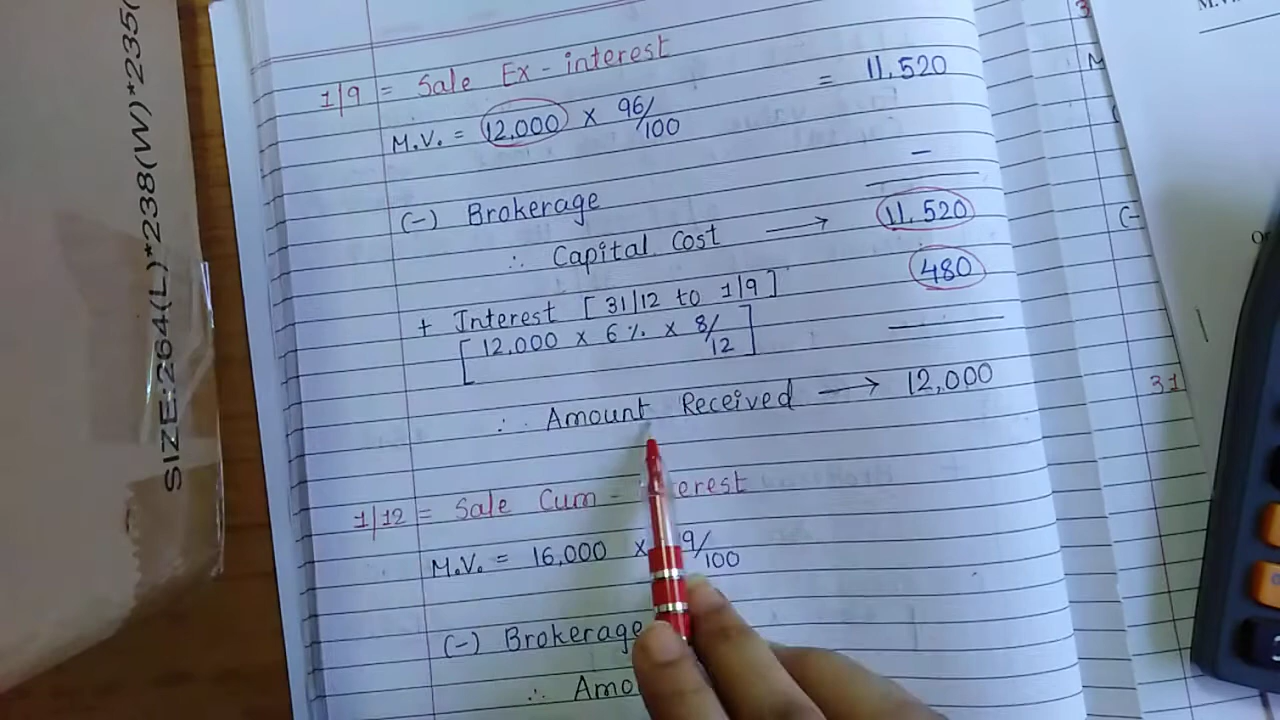 SIZE:264(L)*238(W)*235(
1/9 = Sale Ex-interest
M.V. = 12,000 × 96/100 = 11,520
(-) Brokerage –
∴ Capital Cost → 11,520
+ Interest [31/12 to 1/9] 480
[12,000 × 6% × 8/12]
∴ Amount Received → 12,000
1/12 = Sale Cum - erest
M.V. = 16,000 × 9/100
(-) Brokerage
∴ Amo
31